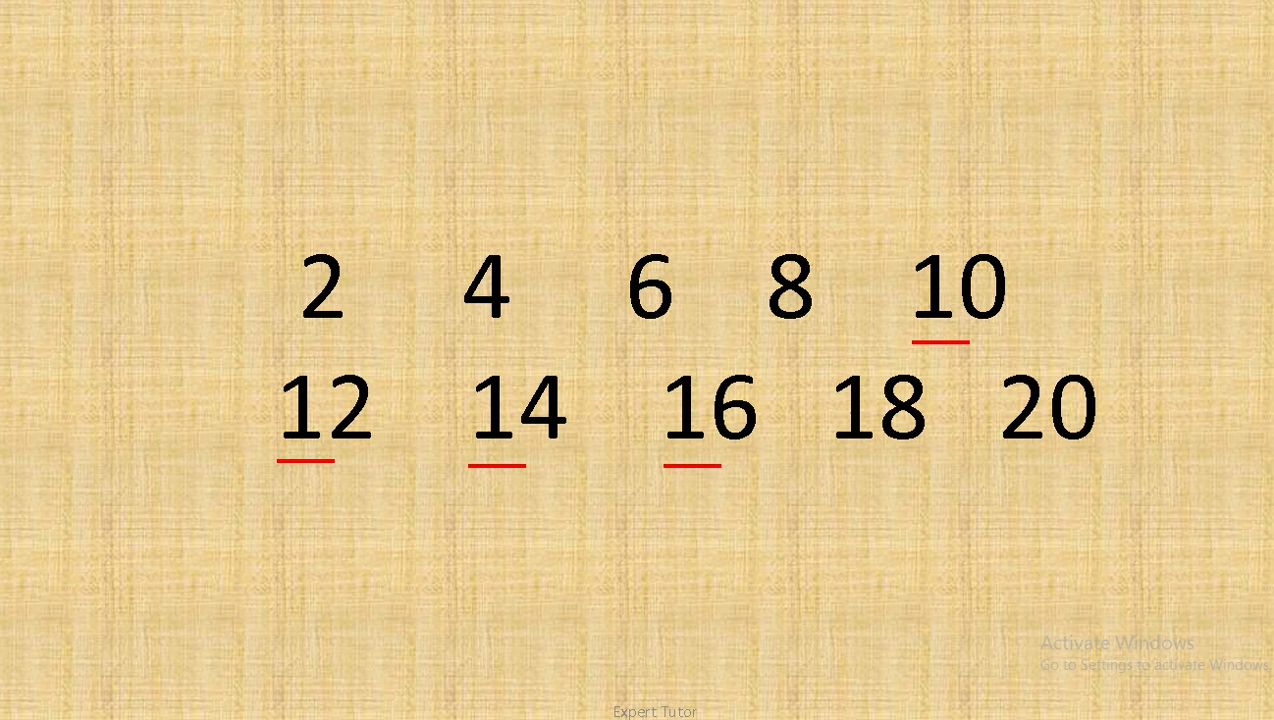 2 4 6 8 10
12 14 16 18 20
Activate Windows
Go to Settings to activate Windows.
Expert Tutor